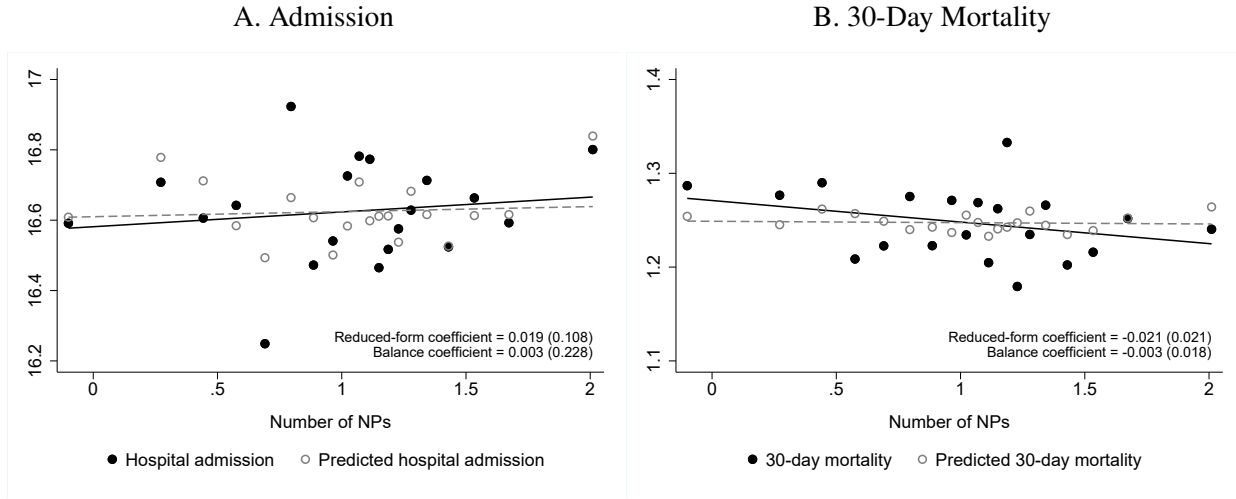 A. Admission
17
16.8
16.6
16.4
16.2
Reduced-form coefficient = 0.019 (0.108)
Balance coefficient = 0.003 (0.228)
0 .5 1 1.5 2
Number of NPs
Hospital admission Predicted hospital admission
B. 30-Day Mortality
1.4
1.3
1.2
1.1
Reduced-form coefficient = -0.021 (0.021)
Balance coefficient = -0.003 (0.018)
0 .5 1 1.5 2
Number of NPs
30-day mortality Predicted 30-day mortality